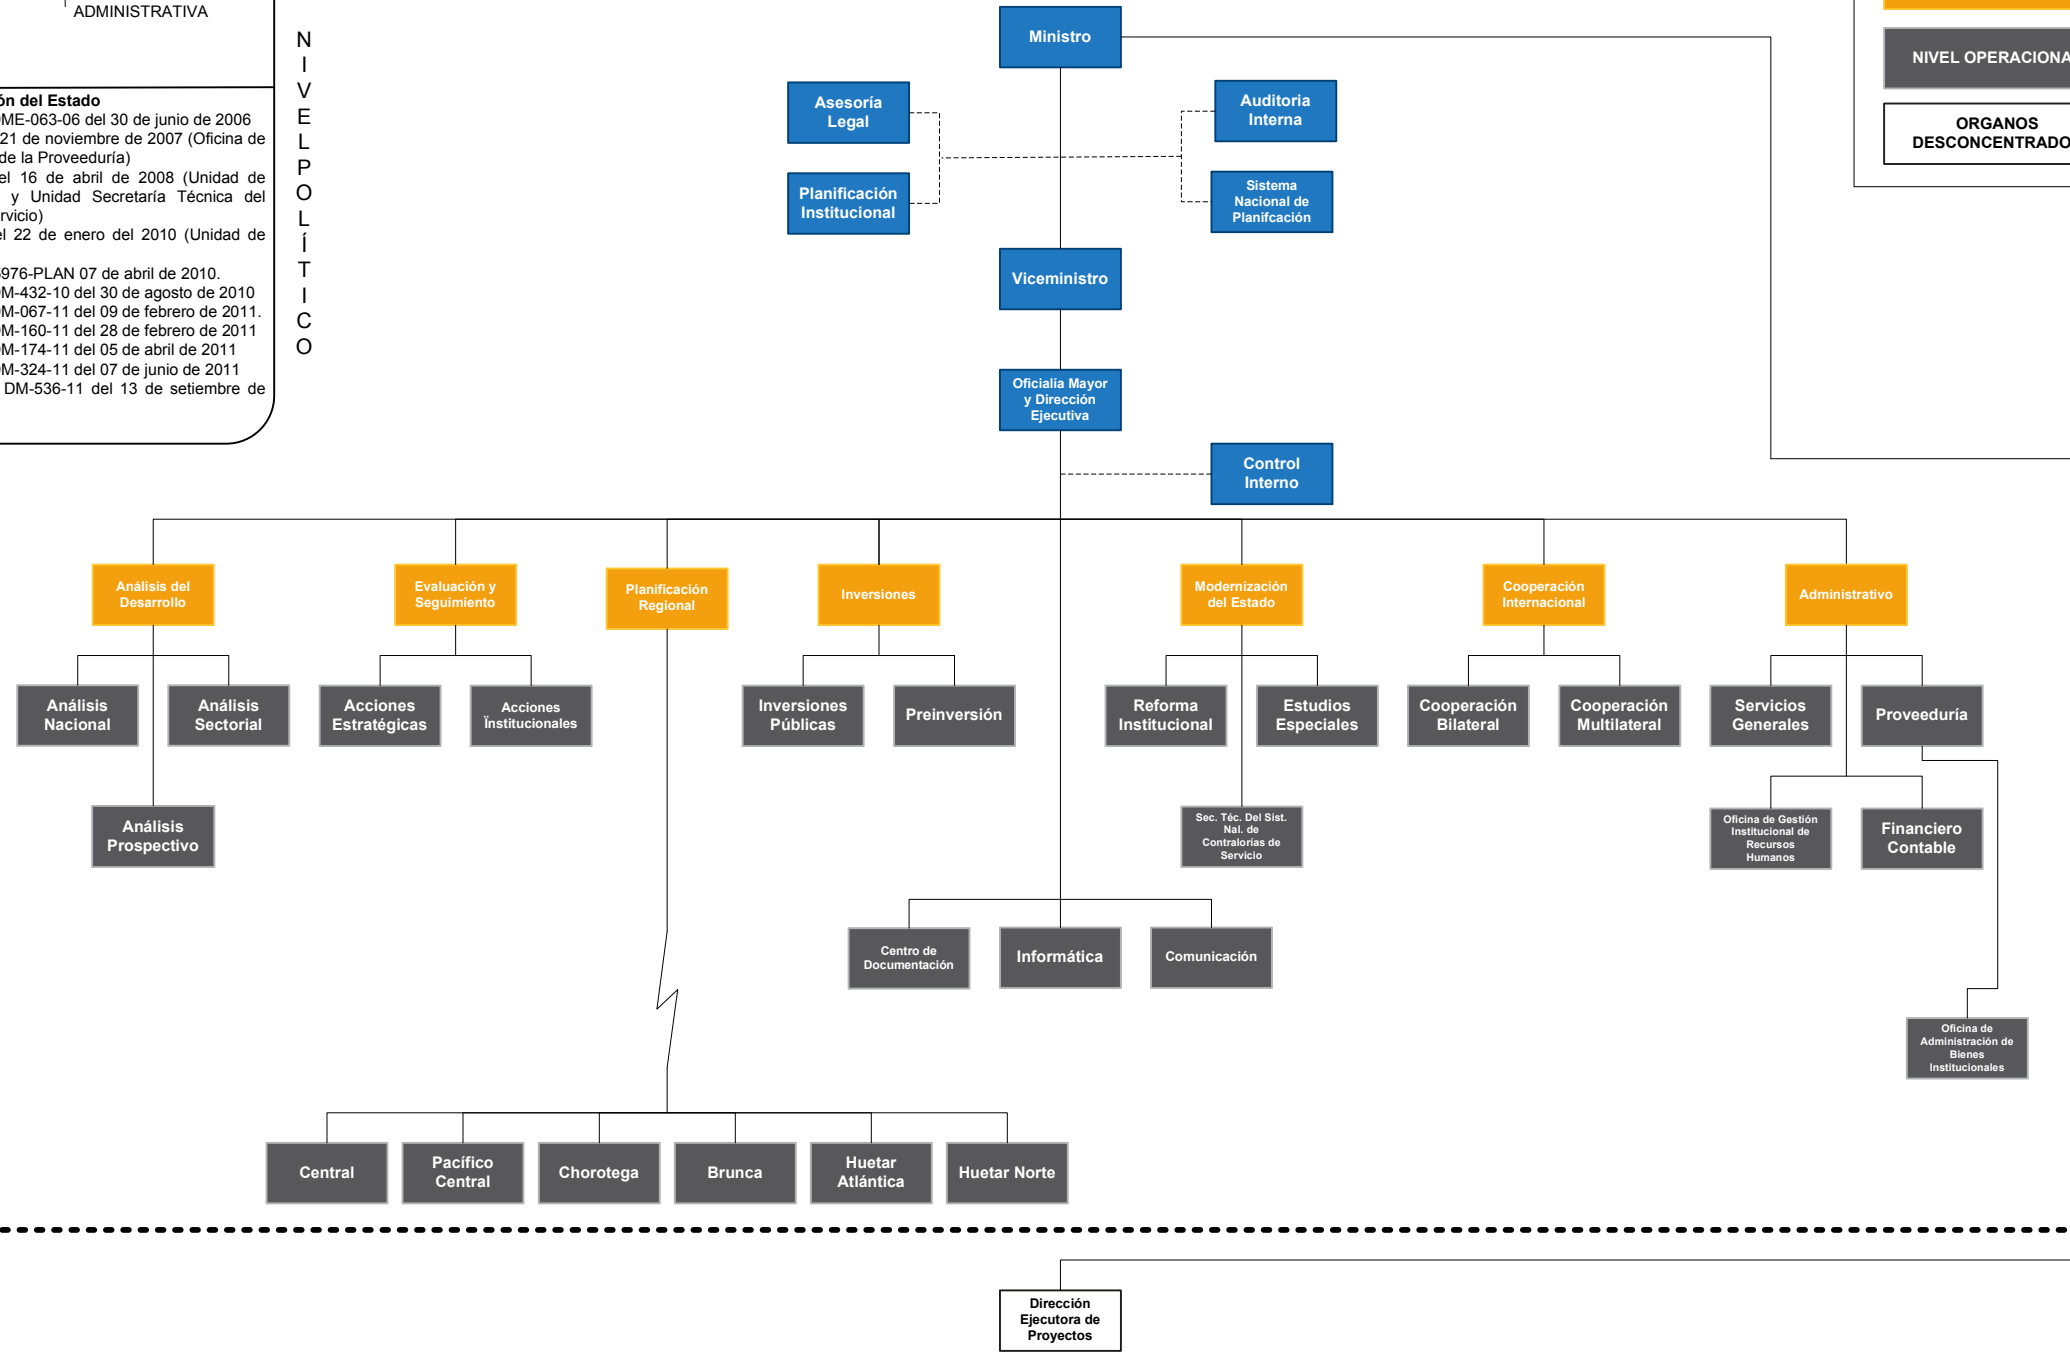 ADMINISTRATIVA
ón del Estado
ME-063-06 del 30 de junio de 2006
21 de noviembre de 2007 (Oficina de
de la Proveeduría)
el 16 de abril de 2008 (Unidad de
y Unidad Secretaría Técnica del
rvicio)
el 22 de enero del 2010 (Unidad de
5976-PLAN 07 de abril de 2010.
M-432-10 del 30 de agosto de 2010
M-067-11 del 09 de febrero de 2011.
M-160-11 del 28 de febrero de 2011
M-174-11 del 05 de abril de 2011
M-324-11 del 07 de junio de 2011
DM-536-11 del 13 de setiembre de
N
I
V
E
L
P
O
L
Í
T
I
C
O
Ministro
Asesoría
Legal
Auditoria
Interna
Planificación
Institucional
Sistema
Nacional de
Planifcación
Viceministro
Oficialía Mayor
y Dirección
Ejecutiva
Control
Interno
NIVEL OPERACIONA
ORGANOS
DESCONCENTRADO
Análisis del
Desarrollo
Evaluación y
Seguimiento
Planificación
Regional
Inversiones
Modernización
del Estado
Cooperación
Internacional
Administrativo
Análisis
Nacional
Análisis
Sectorial
Acciones
Estratégicas
Acciones
Ïnstitucionales
Inversiones
Públicas
Preinversión
Reforma
Institucional
Estudios
Especiales
Cooperación
Bilateral
Cooperación
Multilateral
Servicios
Generales
Proveeduría
Análisis
Prospectivo
Sec. Téc. Del Sist.
Nal. de
Contralorías de
Servicio
Oficina de Gestión
Institucional de
Recursos
Humanos
Financiero
Contable
Centro de
Documentación
Informática
Comunicación
Oficina de
Administración de
Bienes
Institucionales
Central
Pacífico
Central
Chorotega
Brunca
Huetar
Atlántica
Huetar Norte
Dirección
Ejecutora de
Proyectos